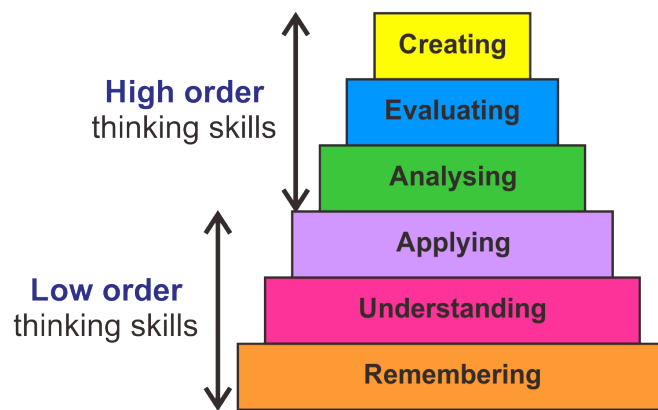 Creating
Evaluating
Analysing
Applying
Understanding
Remembering
High order
thinking skills
Low order
thinking skills